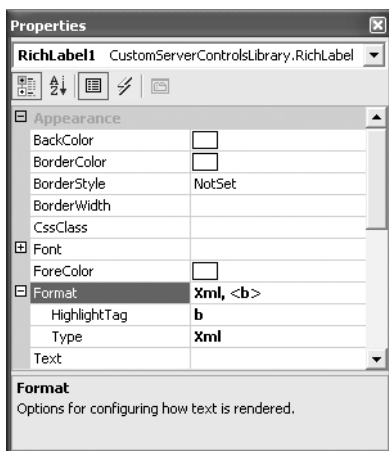 Properties
RichLabel1 CustomServerControlsLibrary.RichLabel
Appearance
BackColor
BorderColor
BorderStyle NotSet
BorderWidth
CssClass
Font
ForeColor
Format Xml, <b>
HighlightTag b
Type Xml
Text
Format
Options for configuring how text is rendered.